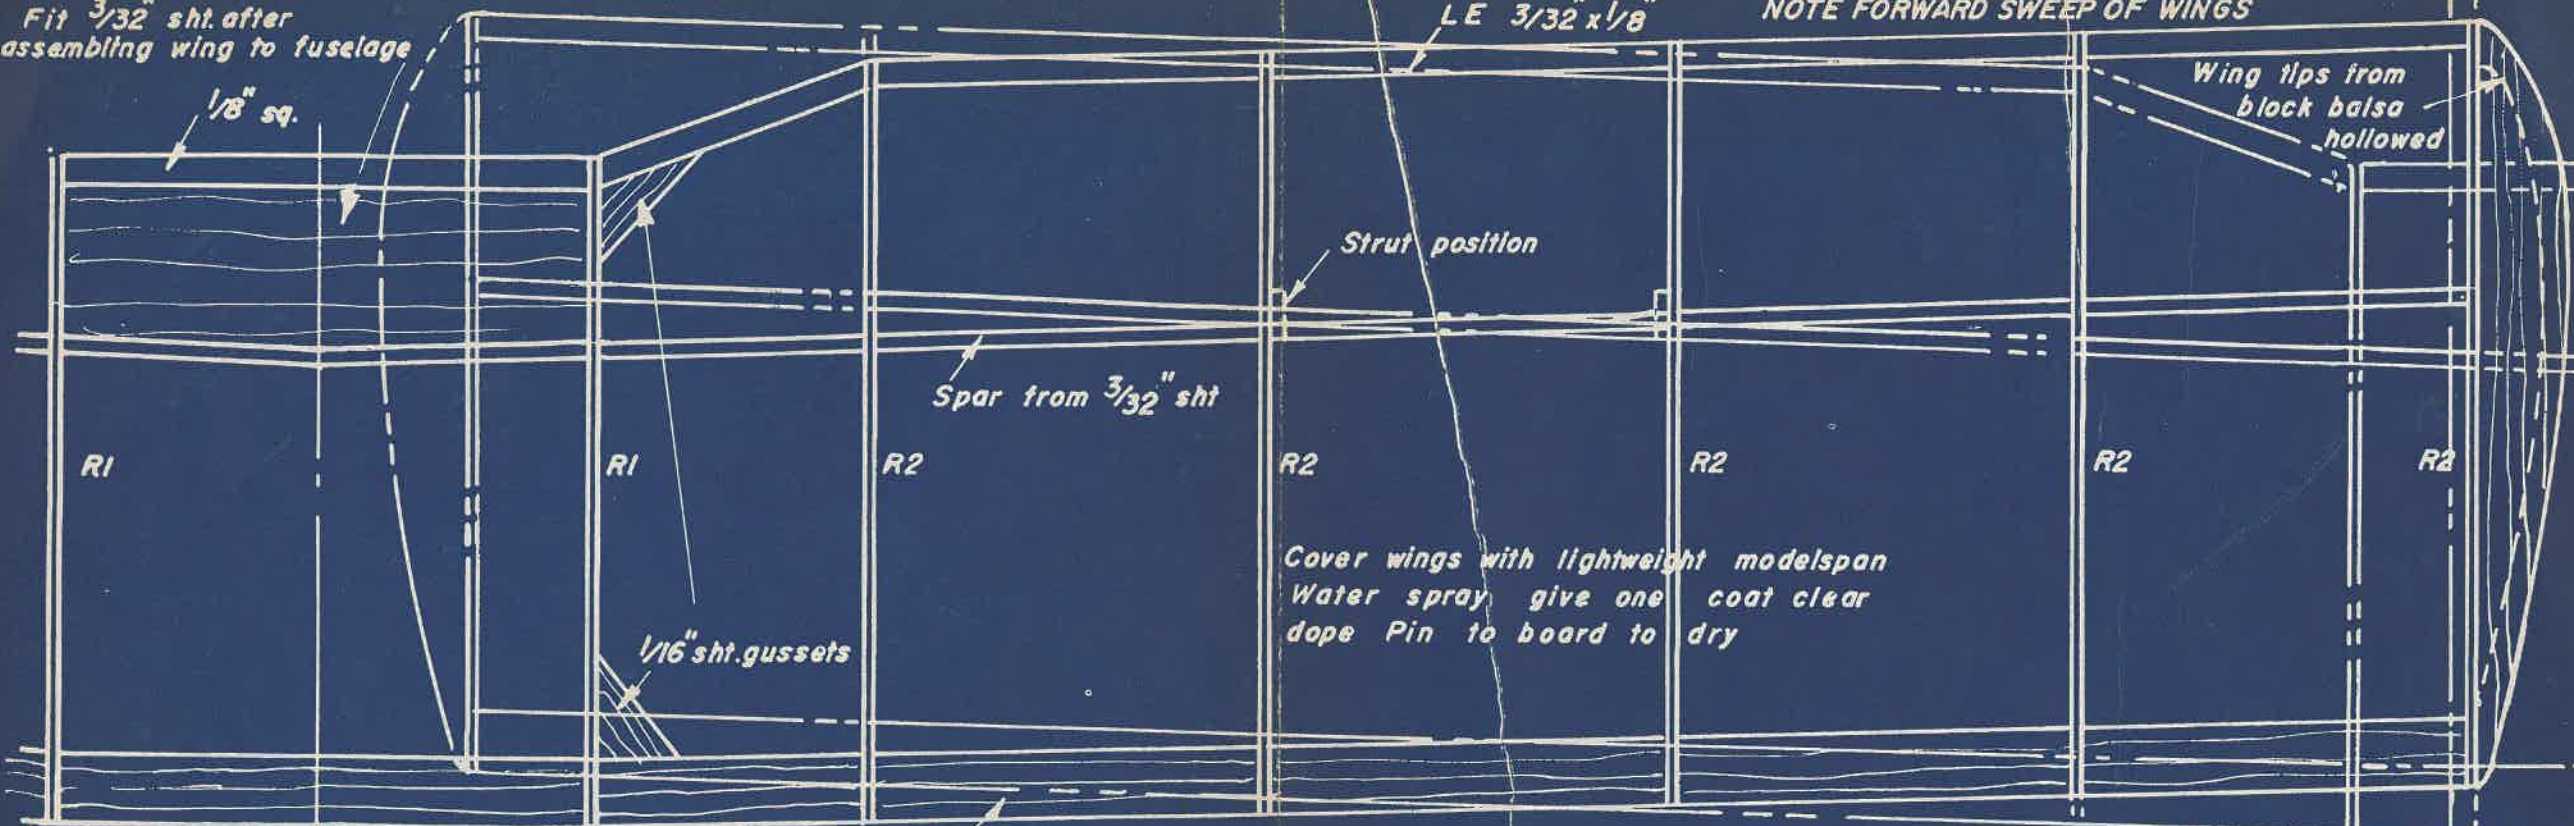 Fit 3/32" sht. after
assembling wing to fuselage
1/8" sq.
LE 3/32" x 1/8"
NOTE FORWARD SWEEP OF WINGS
Wing tips from
block balsa
hollowed
Strut position
Spar from 3/32" sht
R1
R1
R2
R2
R2
R2
R2
Cover wings with lightweight modelspan
Water spray give one coat clear
dope Pin to board to dry
1/16" sht. gussets